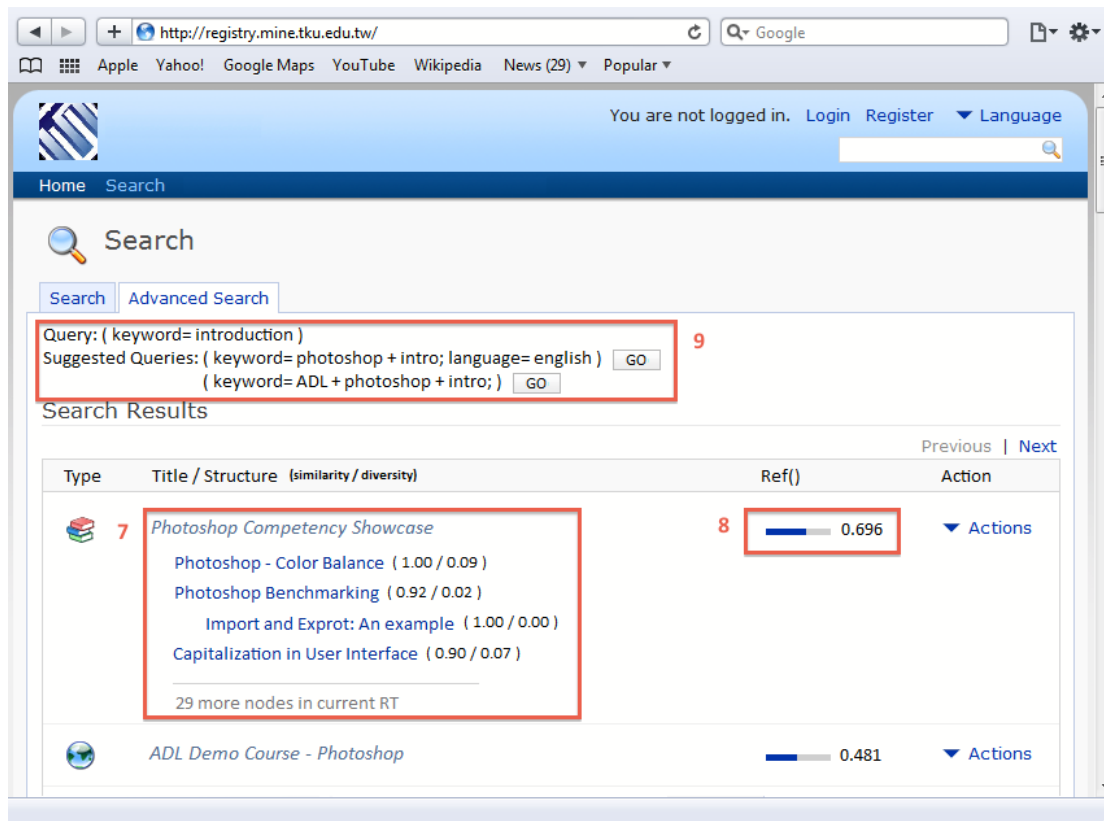 http://registry.mine.tku.edu.tw/ Google
Apple Yahoo! Google Maps YouTube Wikipedia News (29) ▾ Popular ▾
You are not logged in. Login Register ▼ Language
Home Search
Search
Search Advanced Search
Query: ( keyword= introduction )
Suggested Queries: ( keyword= photoshop + intro; language= english ) GO
9
( keyword= ADL + photoshop + intro; ) GO
Search Results
Previous | Next
Type Title / Structure (similarity / diversity) Ref() Action
7 Photoshop Competency Showcase 8 0.696 ▼ Actions
Photoshop - Color Balance ( 1.00 / 0.09 )
Photoshop Benchmarking ( 0.92 / 0.02 )
Import and Exprot: An example ( 1.00 / 0.00 )
Capitalization in User Interface ( 0.90 / 0.07 )
29 more nodes in current RT
ADL Demo Course - Photoshop 0.481 ▼ Actions